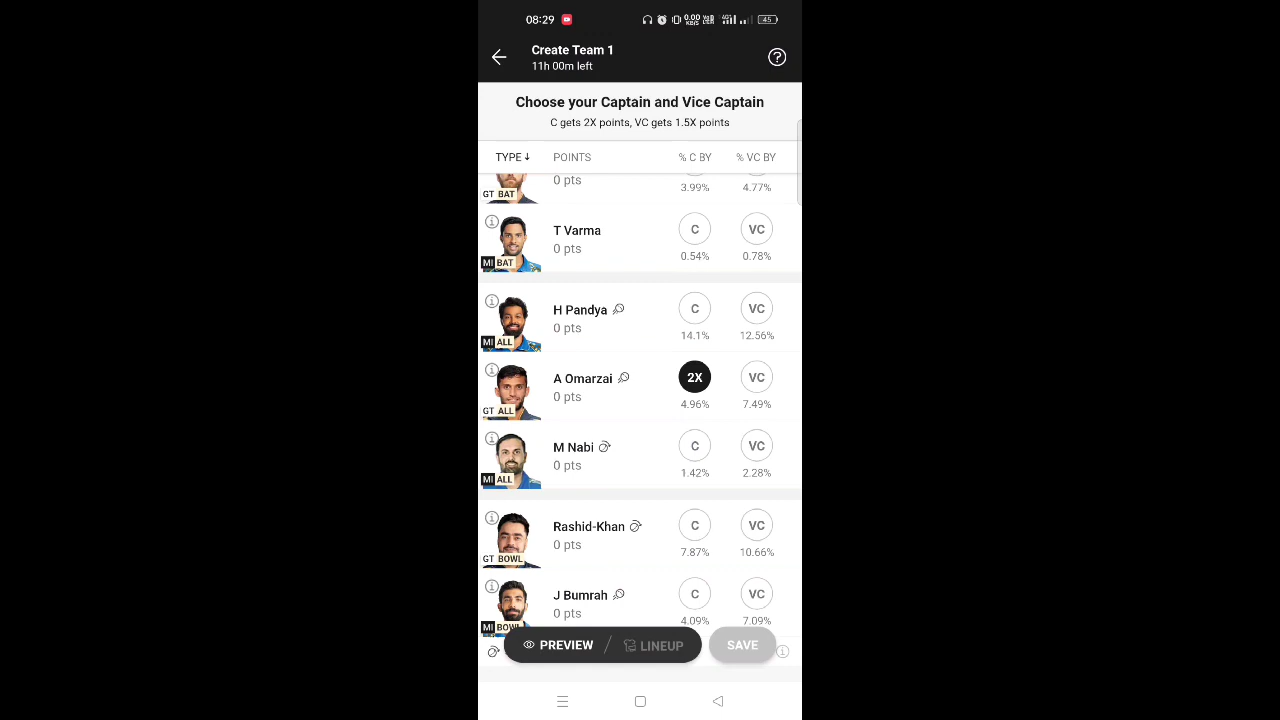 08:29 0.00 KB/S 4G 45
Create Team 1
11h 00m left
Choose your Captain and Vice Captain
C gets 2X points, VC gets 1.5X points
TYPE↓ POINTS % C BY % VC BY
0 pts 3.99% 4.77%
GT BAT
T Varma C VC
0 pts 0.54% 0.78%
MI BAT
H Pandya C VC
0 pts 14.1% 12.56%
MI ALL
A Omarzai 2X VC
0 pts 4.96% 7.49%
GT ALL
M Nabi C VC
0 pts 1.42% 2.28%
MI ALL
Rashid-Khan C VC
0 pts 7.87% 10.66%
GT BOWL
J Bumrah C VC
0 pts 4.09% 7.09%
MI BOWL
PREVIEW / LINEUP SAVE